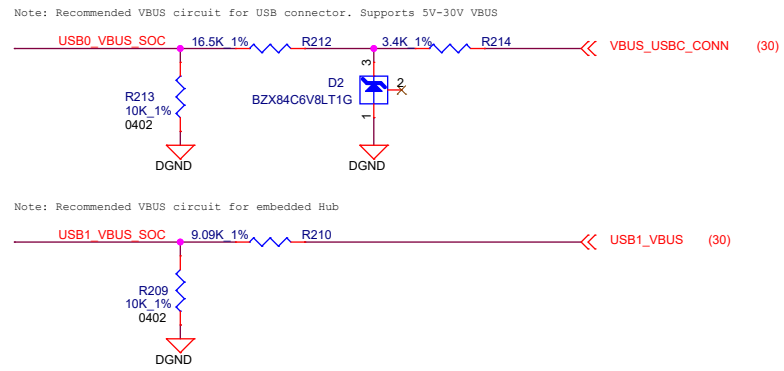 Note: Recommended VBUS circuit for USB connector. Supports 5V-30V VBUS
USB0_VBUS_SOC 16.5K_1% R212 3.4K_1% R214 VBUS_USBC_CONN (30)
3
D2 2
BZX84C6V8LT1G
R213
10K_1%
0402
1
DGND DGND
Note: Recommended VBUS circuit for embedded Hub
USB1_VBUS_SOC 9.09K_1% R210 USB1_VBUS (30)
R209
10K_1%
0402
DGND